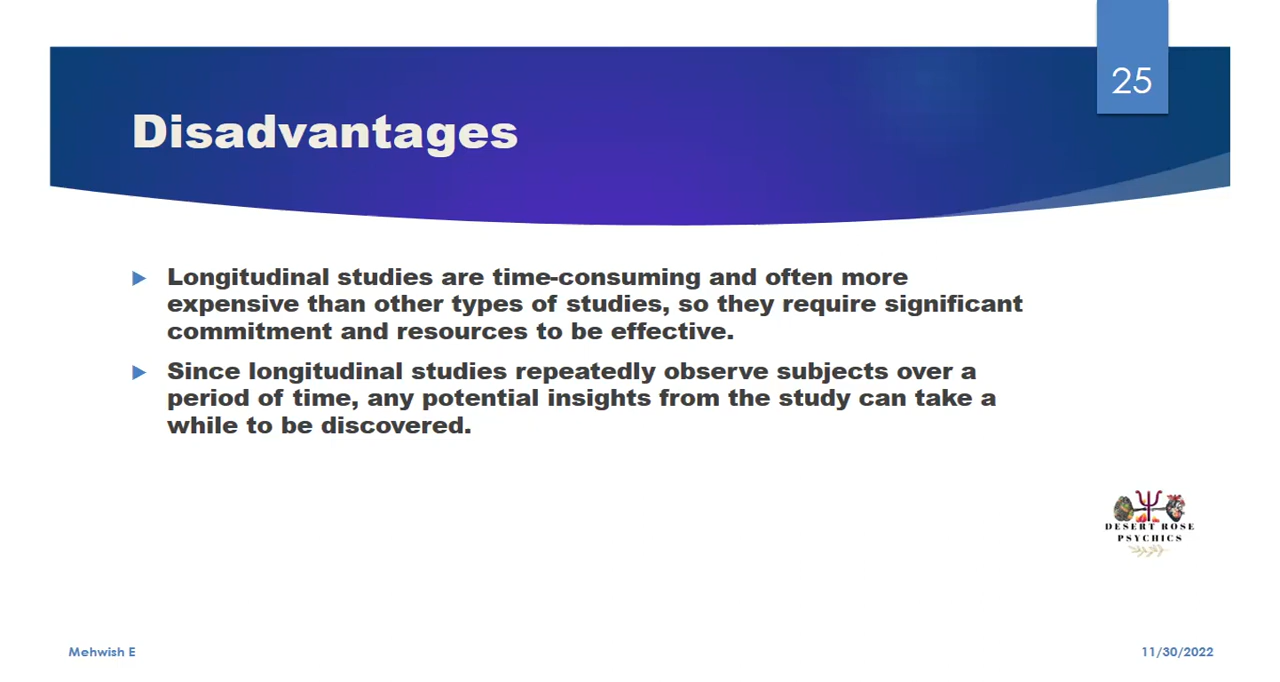 25
Disadvantages
Longitudinal studies are time-consuming and often more
expensive than other types of studies, so they require significant
commitment and resources to be effective.
Since longitudinal studies repeatedly observe subjects over a
period of time, any potential insights from the study can take a
while to be discovered.
DESERT ROSE
PSYCHICS
Mehwish E
11/30/2022